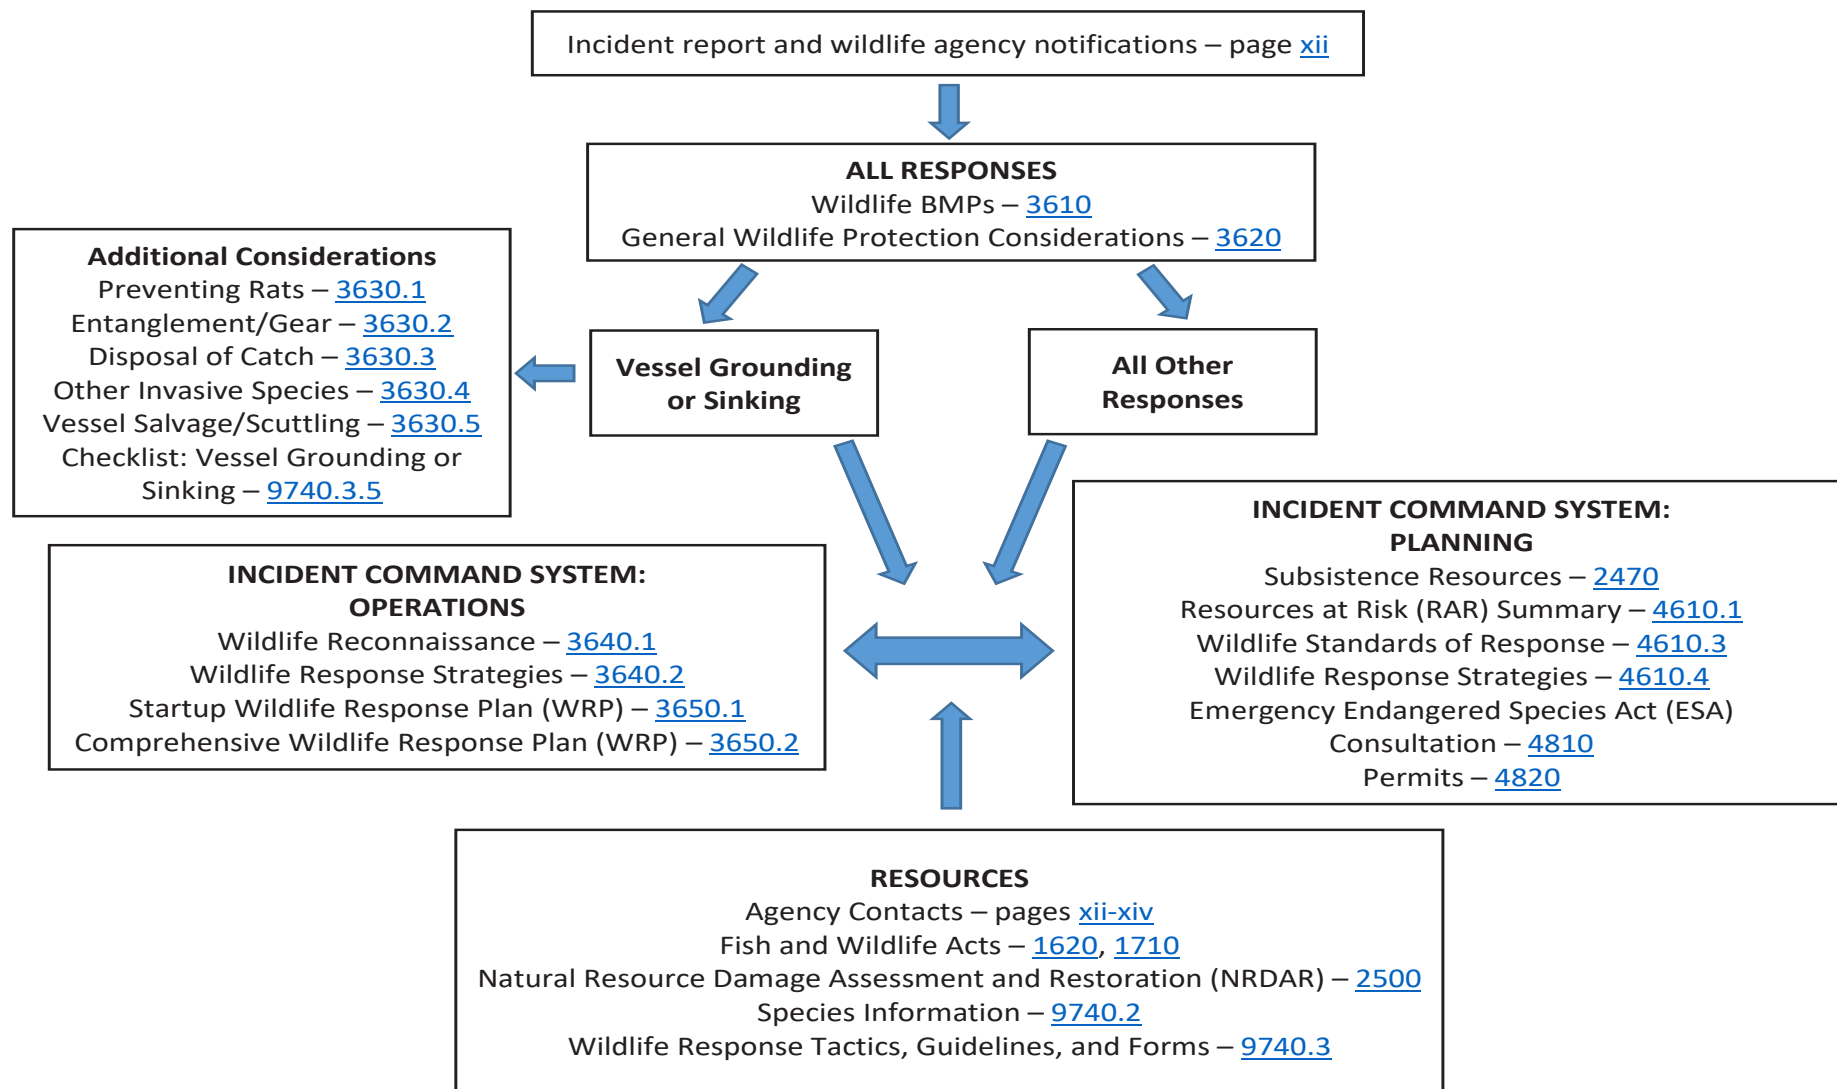 Incident report and wildlife agency notifications – page xii
ALL RESPONSES
Wildlife BMPs – 3610
General Wildlife Protection Considerations – 3620
Additional Considerations
Preventing Rats – 3630.1
Entanglement/Gear – 3630.2
Disposal of Catch – 3630.3
Other Invasive Species – 3630.4
Vessel Salvage/Scuttling – 3630.5
Checklist: Vessel Grounding or
Sinking – 9740.3.5
Vessel Grounding
or Sinking
All Other
Responses
INCIDENT COMMAND SYSTEM:
OPERATIONS
Wildlife Reconnaissance – 3640.1
Wildlife Response Strategies – 3640.2
Startup Wildlife Response Plan (WRP) – 3650.1
Comprehensive Wildlife Response Plan (WRP) – 3650.2
INCIDENT COMMAND SYSTEM:
PLANNING
Subsistence Resources – 2470
Resources at Risk (RAR) Summary – 4610.1
Wildlife Standards of Response – 4610.3
Wildlife Response Strategies – 4610.4
Emergency Endangered Species Act (ESA)
Consultation – 4810
Permits – 4820
RESOURCES
Agency Contacts – pages xii-xiv
Fish and Wildlife Acts – 1620, 1710
Natural Resource Damage Assessment and Restoration (NRDAR) – 2500
Species Information – 9740.2
Wildlife Response Tactics, Guidelines, and Forms – 9740.3